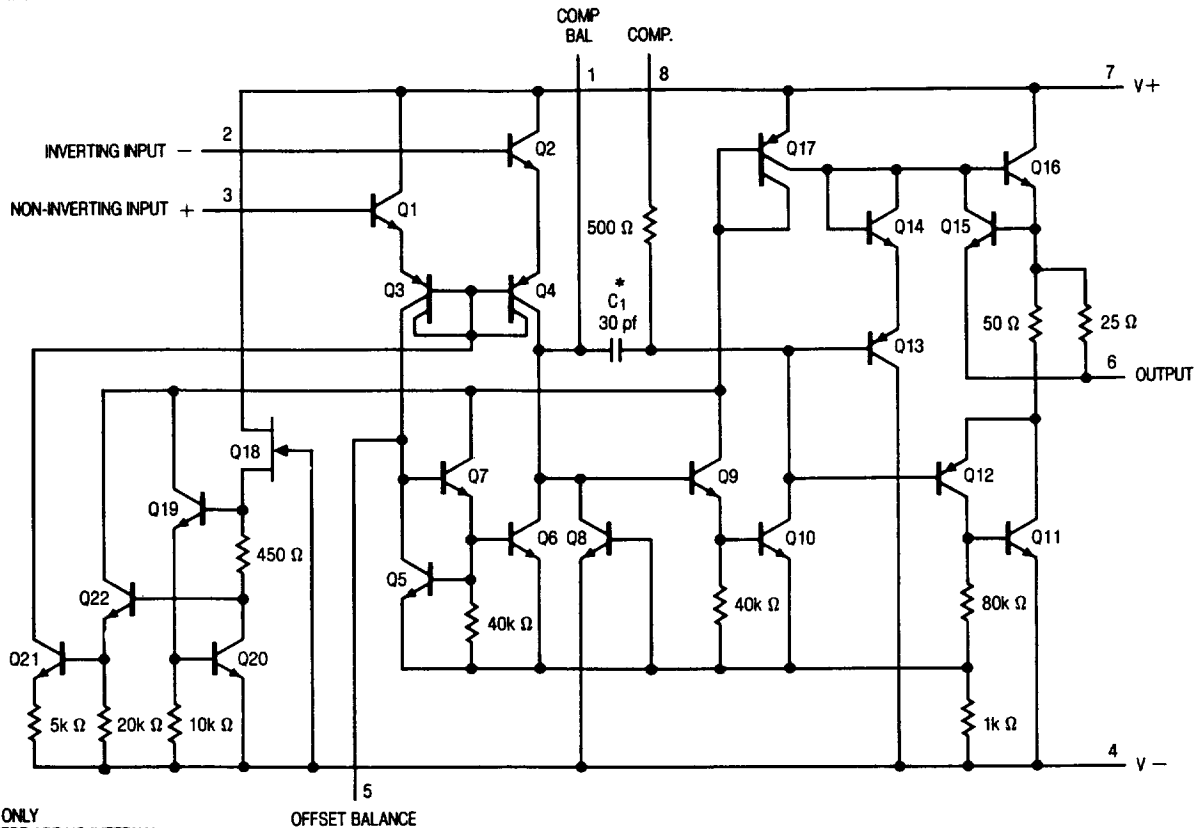 COMP
BAL
COMP.
1
8
7
V+
2
INVERTING INPUT −
Q2
Q17
Q16
3
NON-INVERTING INPUT +
Q1
500 Ω
Q14
Q15
*
C1
30 pf
Q3
Q4
50 Ω
25 Ω
Q13
6
OUTPUT
Q18
Q7
Q9
Q12
Q19
450 Ω
Q6
Q8
Q10
Q11
Q5
Q22
40k Ω
40k Ω
80k Ω
Q21
Q20
5k Ω
20k Ω
10k Ω
1k Ω
4
V −
5
ONLY
OFFSET BALANCE